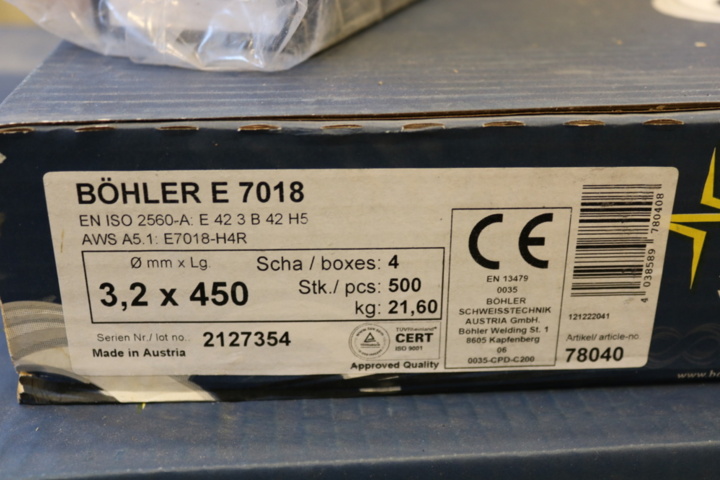 BÖHLER E 7018
EN ISO 2560-A: E 42 3 B 42 H5
AWS A5.1: E7018-H4R
Ø mm x Lg.
3,2 x 450
Scha / boxes: 4
Stk./ pcs: 500
kg: 21,60
Serien Nr./ lot no.: 2127354
Made in Austria
TÜVRheinland
CERT
ISO 9001
Approved Quality
CE
EN 13479
0035
BÖHLER
SCHWEISSTECHNIK
AUSTRIA GmbH.
Böhler Welding St. 1
8605 Kapfenberg
06
0035-CPD-C200
4 038589 780408
121222041
Artikel/ article-no.
78040